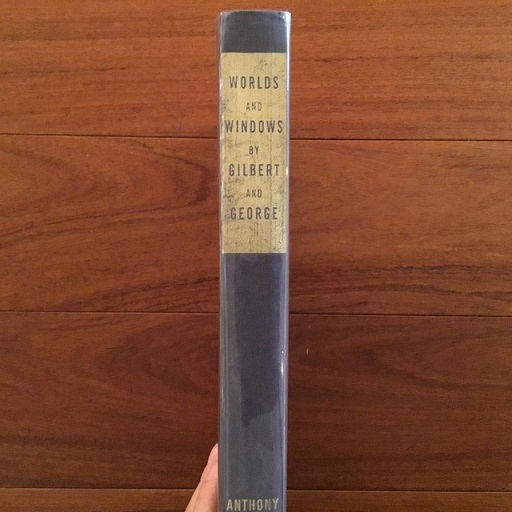 WORLDS
AND
WINDOWS
BY
GILBERT
AND
GEORGE
ANTHONY